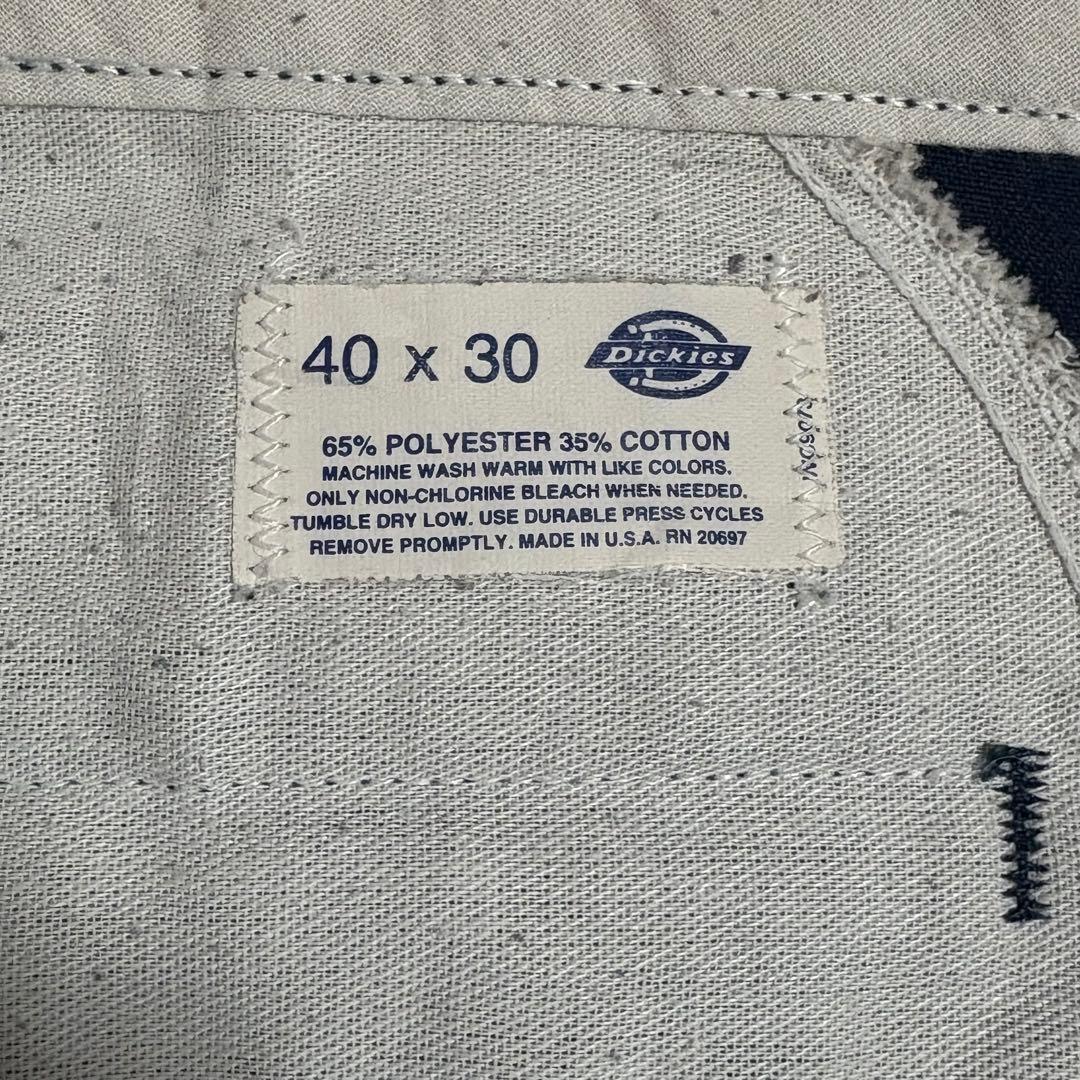 40 x 30
Dickies
65% POLYESTER 35% COTTON
MACHINE WASH WARM WITH LIKE COLORS.
ONLY NON-CHLORINE BLEACH WHEN NEEDED.
TUMBLE DRY LOW. USE DURABLE PRESS CYCLES
REMOVE PROMPTLY. MADE IN U.S.A. RN 20697